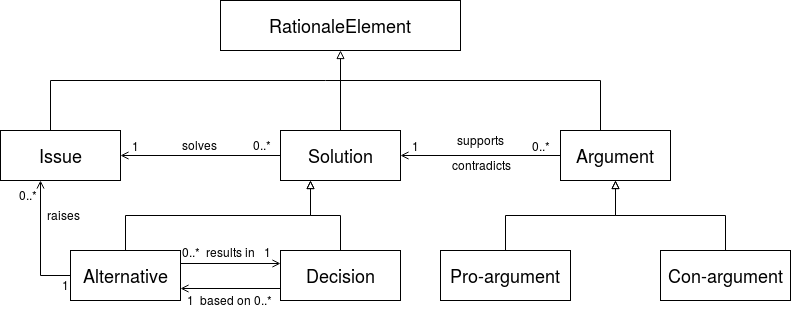 RationaleElement
Issue
1
solves
0..*
Solution
1
supports
contradicts
0..*
Argument
0..*
raises
1
Alternative
0..* results in 1
1 based on 0..*
Decision
Pro-argument
Con-argument